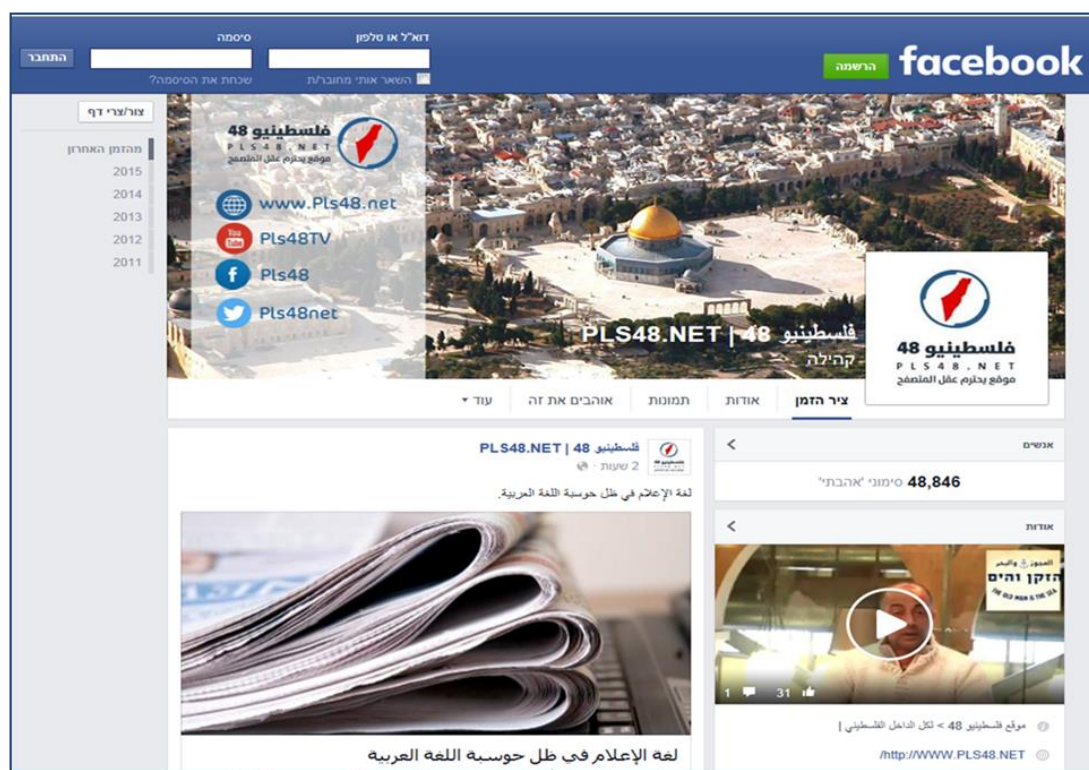 facebook
הרשמה
דוא"ל או טלפון
סיסמה
התחבר
השאר אותי מחובר/ת
שכחת את הסיסמה?
צור/צרי דף
מהזמן האחרון
2015
2014
2013
2012
2011
فلسطينيو 48
PLS48.NET
موقع يحترم عقل المتصفح
www.Pls48.net
You Tube
Pls48TV
Pls48
Pls48net
فلسطينيو 48 | PLS48.NET
קהילה
فلسطينيو 48
PLS48.NET
موقع يحترم عقل المتصفح
ציר הזמן
אודות
תמונות
אוהבים את זה
עוד
אנשים
48,846 סימוני 'אהבתי'
אודות
העجוז
العجوز والبحر
הזקן והים
THE OLD MAN & THE SEA
1
31
موقع فلسطينيو 48 > لكل الداخل الفلسطيني |
http://WWW.PLS48.NET/
فلسطينيو 48 | PLS48.NET
2 שעות
لغة الإعلام في ظل حوسبة اللغة العربية.
لغة الإعلام في ظل حوسبة اللغة العربية